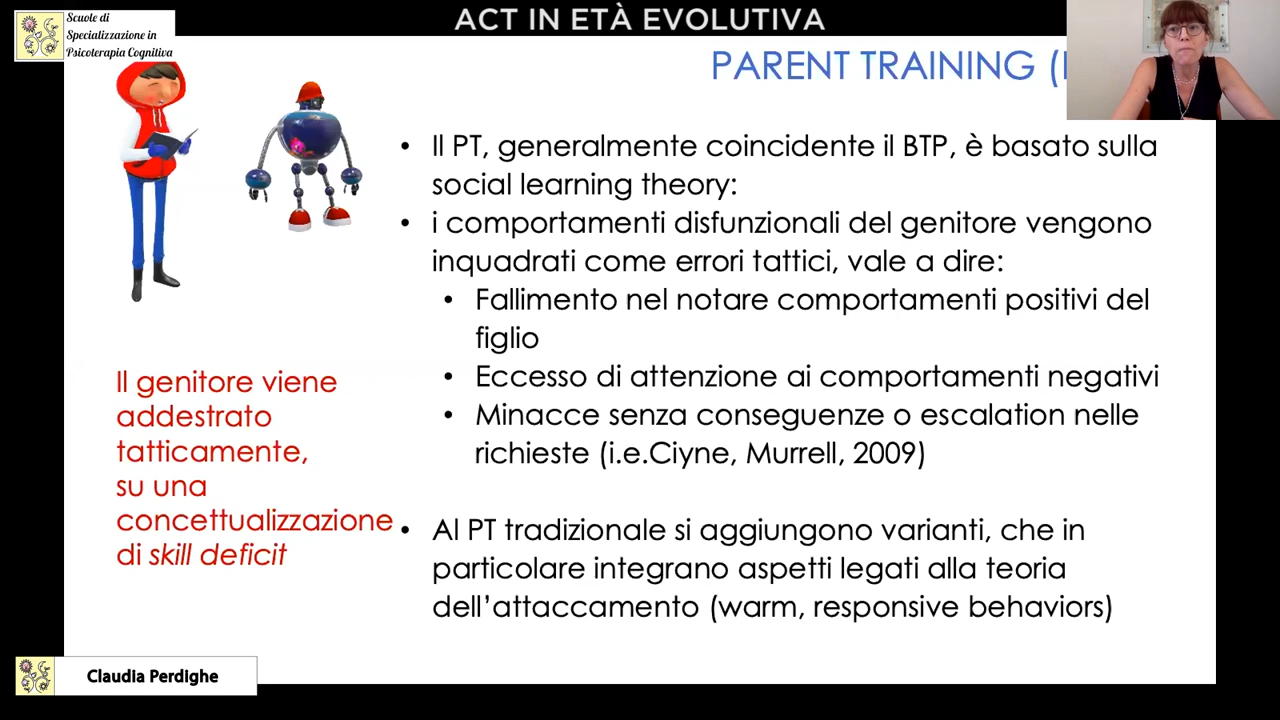 Scuole di
Specializzazione in
Psicoterapia Cognitiva
ACT IN ETÀ EVOLUTIVA
PARENT TRAINING (
• Il PT, generalmente coincidente il BTP, è basato sulla
social learning theory:
• i comportamenti disfunzionali del genitore vengono
inquadrati come errori tattici, vale a dire:
• Fallimento nel notare comportamenti positivi del
figlio
• Eccesso di attenzione ai comportamenti negativi
• Minacce senza conseguenze o escalation nelle
richieste (i.e.Ciyne, Murrell, 2009)
• Al PT tradizionale si aggiungono varianti, che in
particolare integrano aspetti legati alla teoria
dell’attaccamento (warm, responsive behaviors)
Il genitore viene
addestrato
tatticamente,
su una
concettualizzazione
di skill deficit
Claudia Perdighe